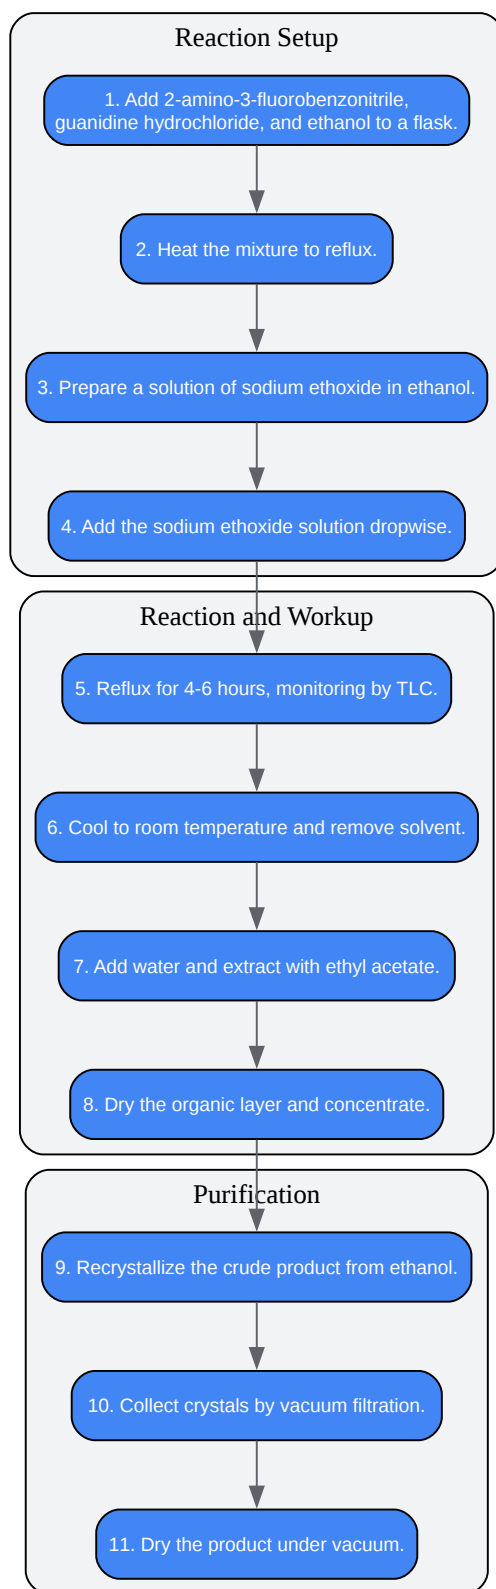 Reaction Setup
1. Add 2-amino-3-fluorobenzonitrile,
guanidine hydrochloride, and ethanol to a flask.
2. Heat the mixture to reflux.
3. Prepare a solution of sodium ethoxide in ethanol.
4. Add the sodium ethoxide solution dropwise.
Reaction and Workup
5. Reflux for 4-6 hours, monitoring by TLC.
6. Cool to room temperature and remove solvent.
7. Add water and extract with ethyl acetate.
8. Dry the organic layer and concentrate.
Purification
9. Recrystallize the crude product from ethanol.
10. Collect crystals by vacuum filtration.
11. Dry the product under vacuum.